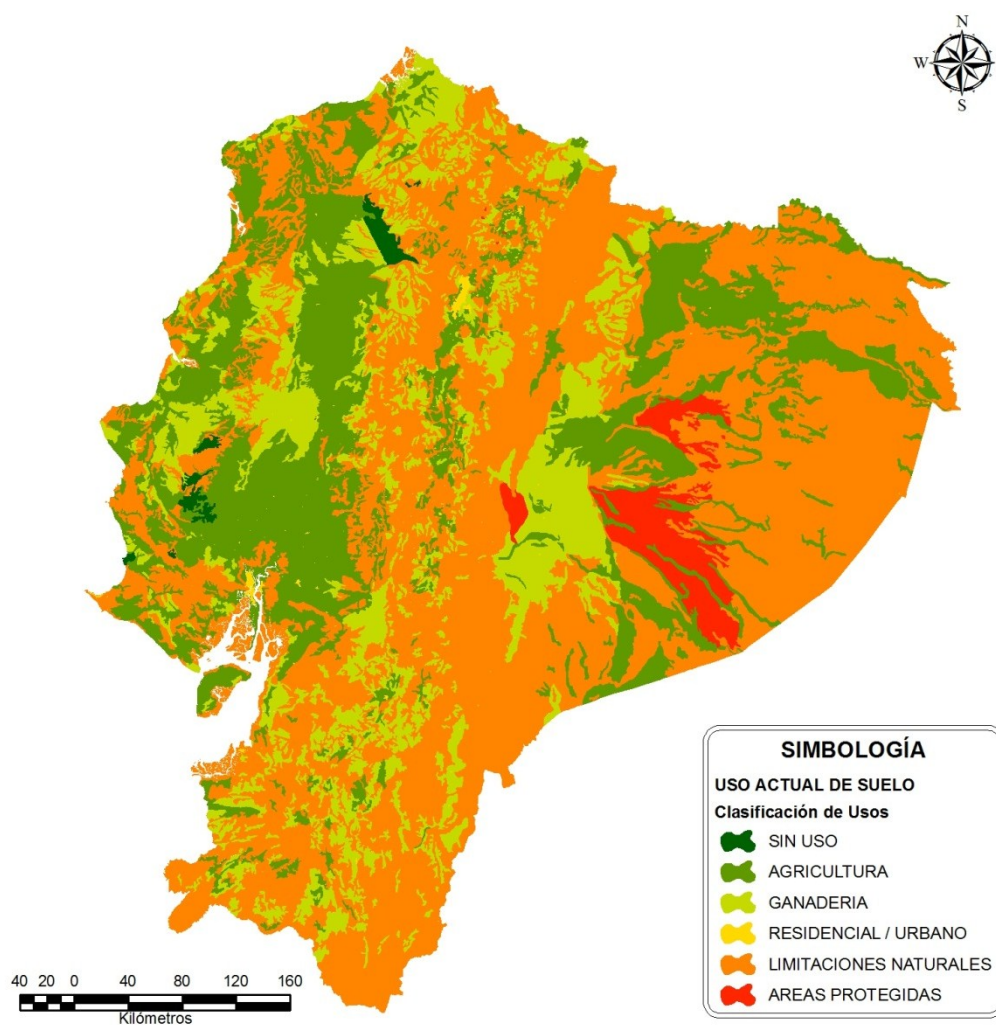 N
W
E
S
SIMBOLOGÍA
USO ACTUAL DE SUELO
Clasificación de Usos
SIN USO
AGRICULTURA
GANADERIA
RESIDENCIAL / URBANO
LIMITACIONES NATURALES
AREAS PROTEGIDAS
40 20 0 40 80 120 160
Kilómetros